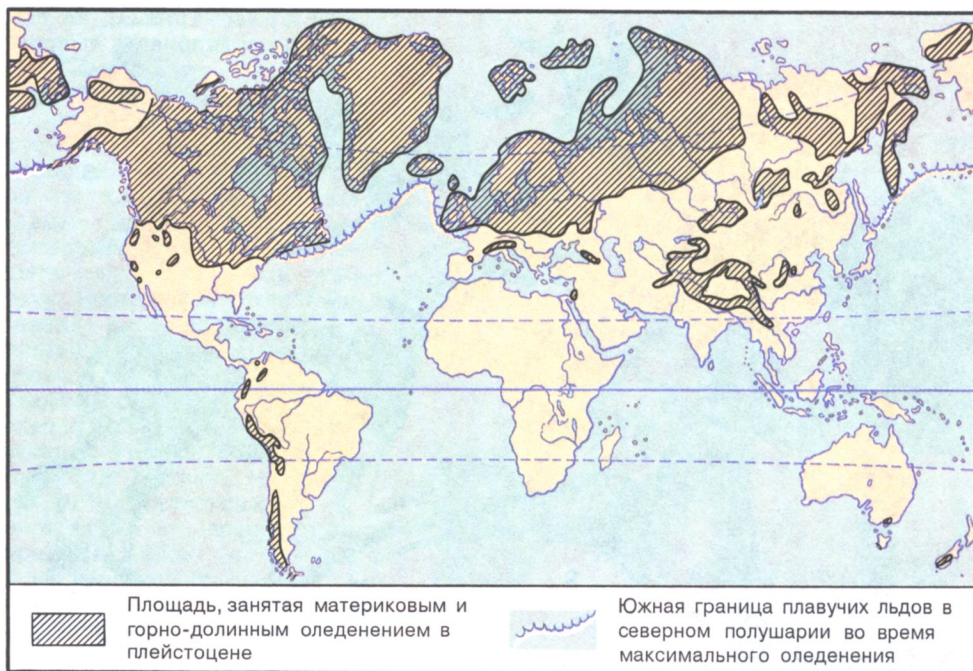 Площадь, занятая материковым и
горно-долинным оледенением в
плейстоцене
Южная граница плавучих льдов в
северном полушарии во время
максимального оледенения